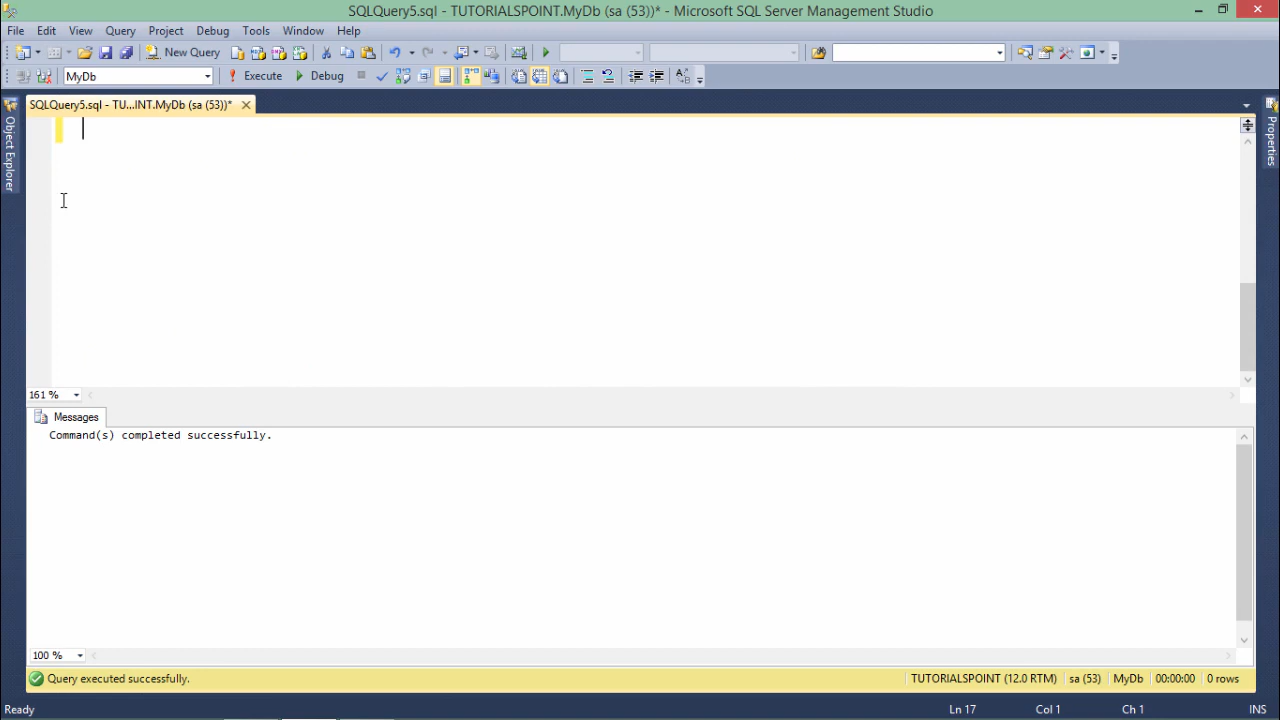 SQLQuery5.sql - TUTORIALSPOINT.MyDb (sa (53))* - Microsoft SQL Server Management Studio
File Edit View Query Project Debug Tools Window Help
New Query
MyDb Execute Debug
SQLQuery5.sql - TU...INT.MyDb (sa (53))*
Object Explorer
Properties
161 %
Messages
Command(s) completed successfully.
100 %
Query executed successfully. TUTORIALSPOINT (12.0 RTM) sa (53) MyDb 00:00:00 0 rows
Ready Ln 17 Col 1 Ch 1 INS